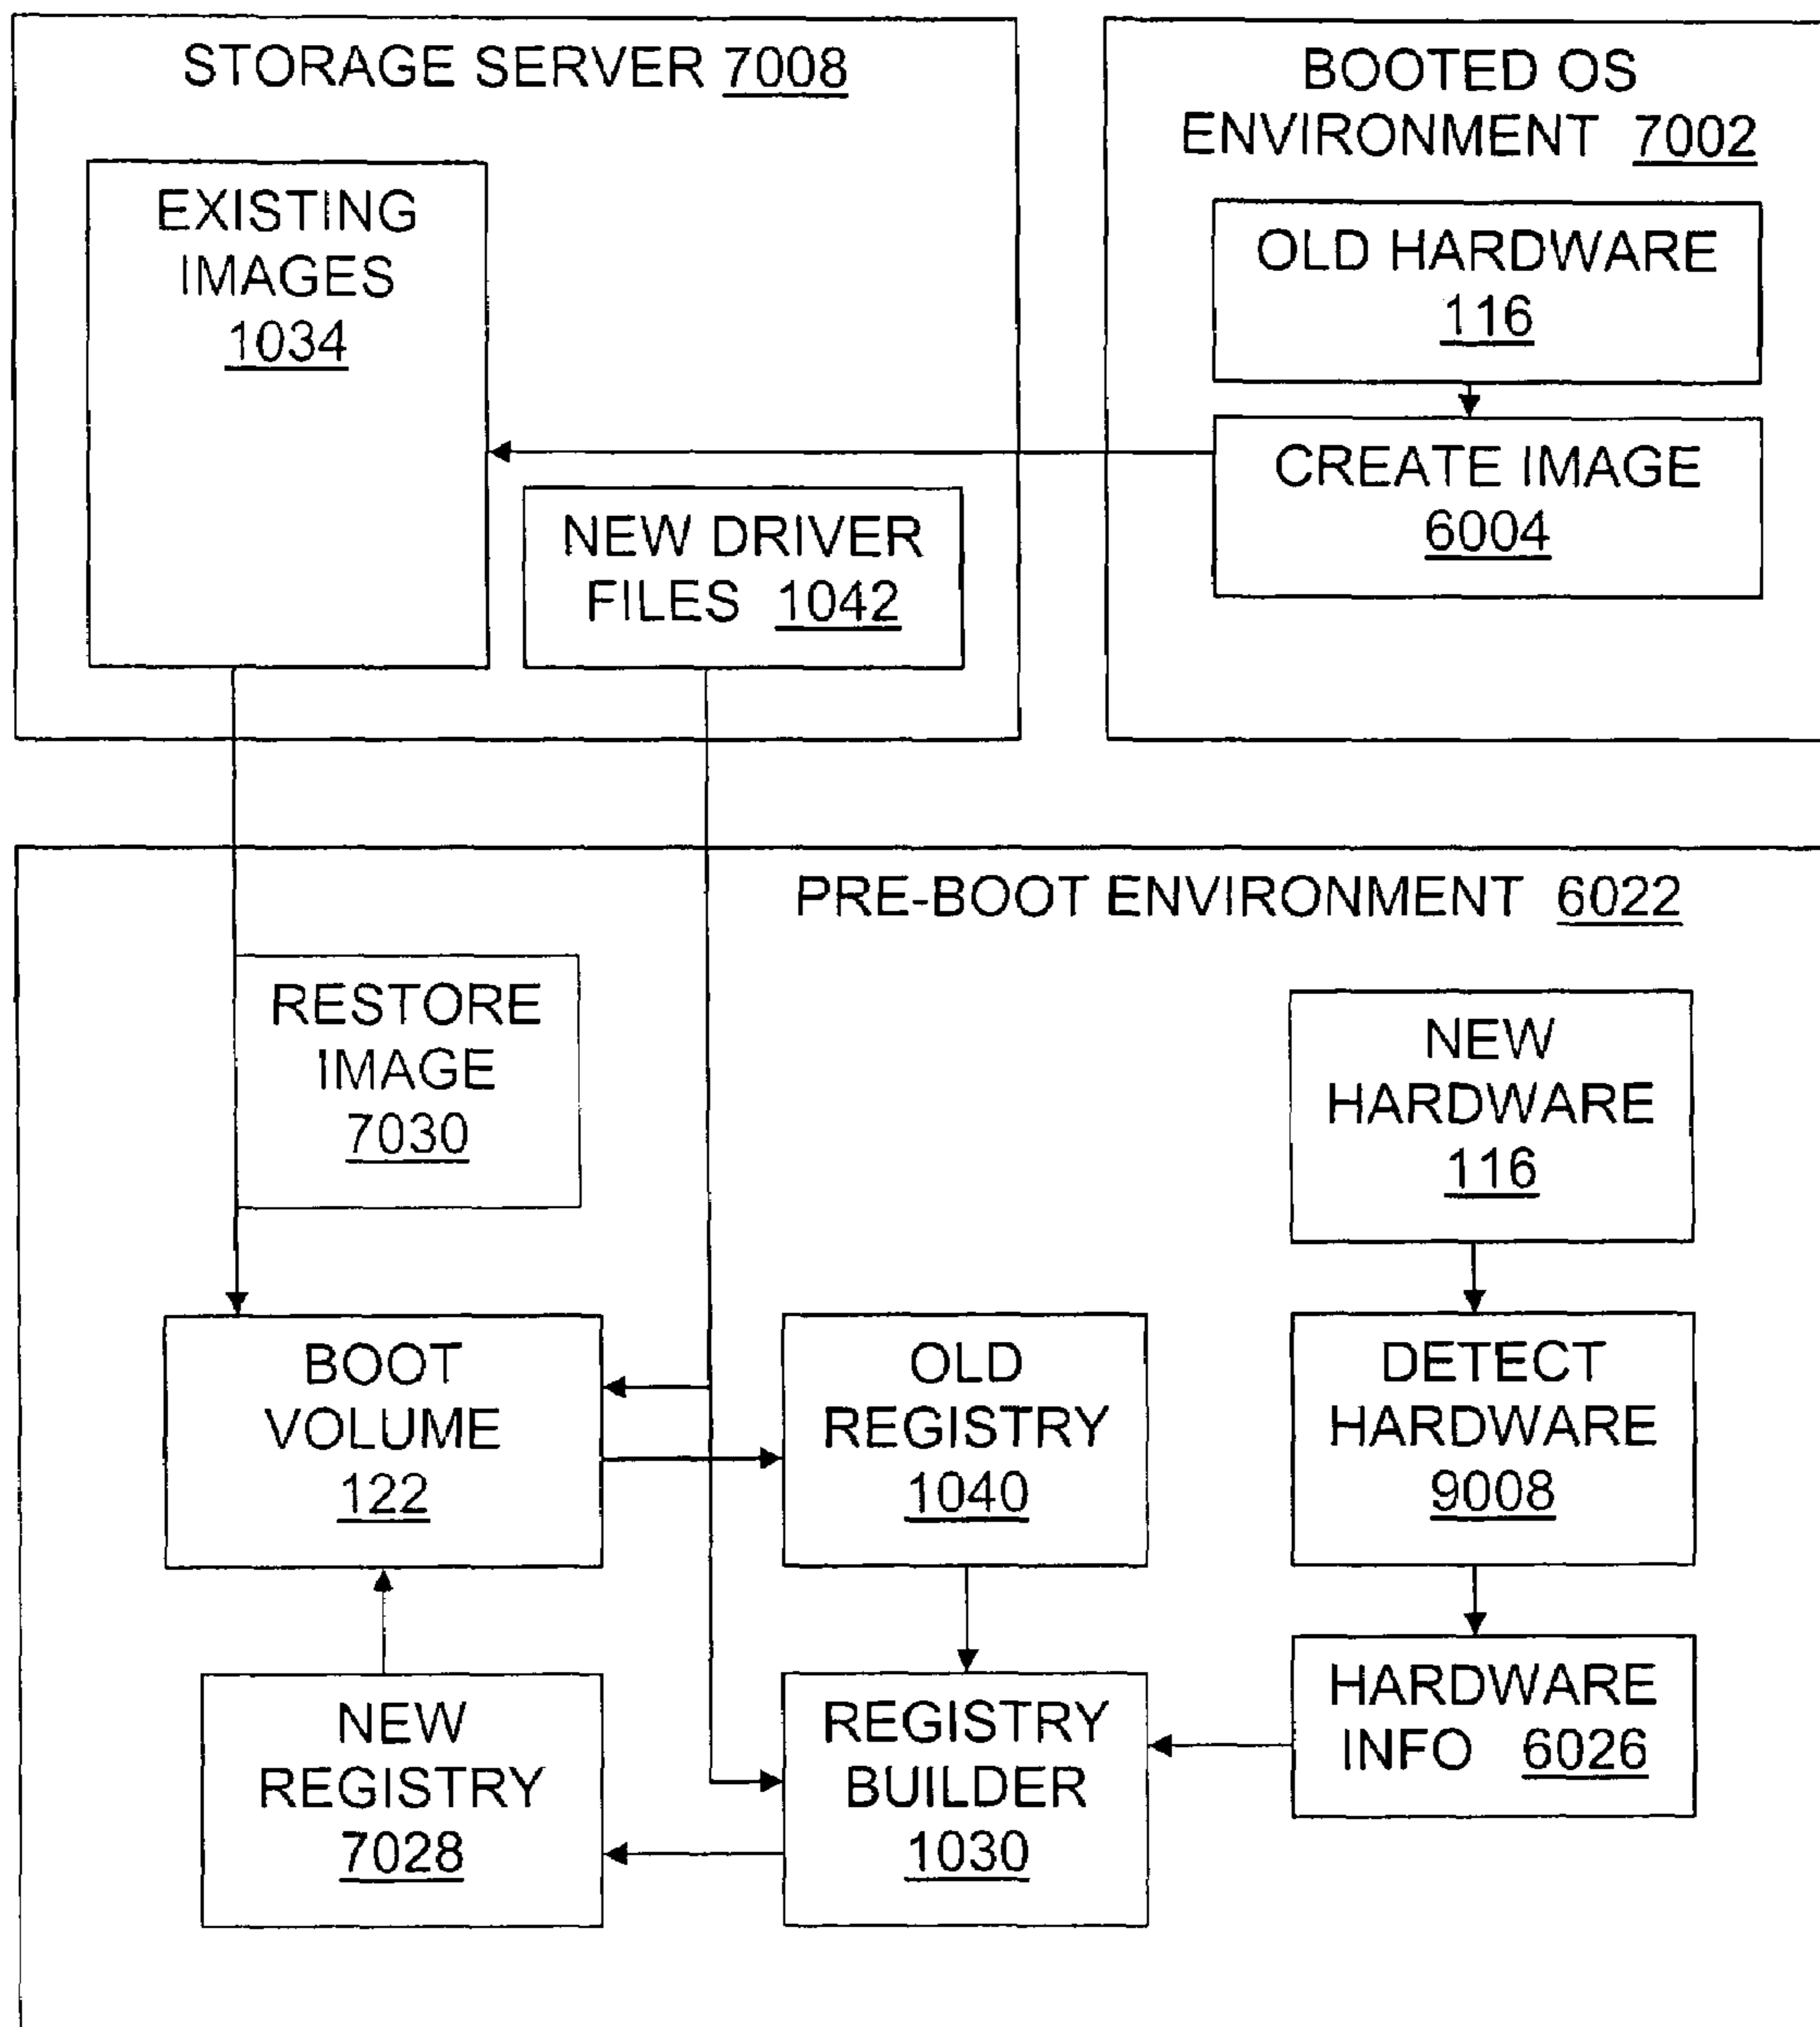 STORAGE SERVER 7008
EXISTING
IMAGES
1034
NEW DRIVER
FILES 1042
BOOTED OS
ENVIRONMENT 7002
OLD HARDWARE
116
CREATE IMAGE
6004
PRE-BOOT ENVIRONMENT 6022
RESTORE
IMAGE
7030
NEW
HARDWARE
116
BOOT
VOLUME
122
OLD
REGISTRY
1040
DETECT
HARDWARE
9008
NEW
REGISTRY
7028
REGISTRY
BUILDER
1030
HARDWARE
INFO 6026